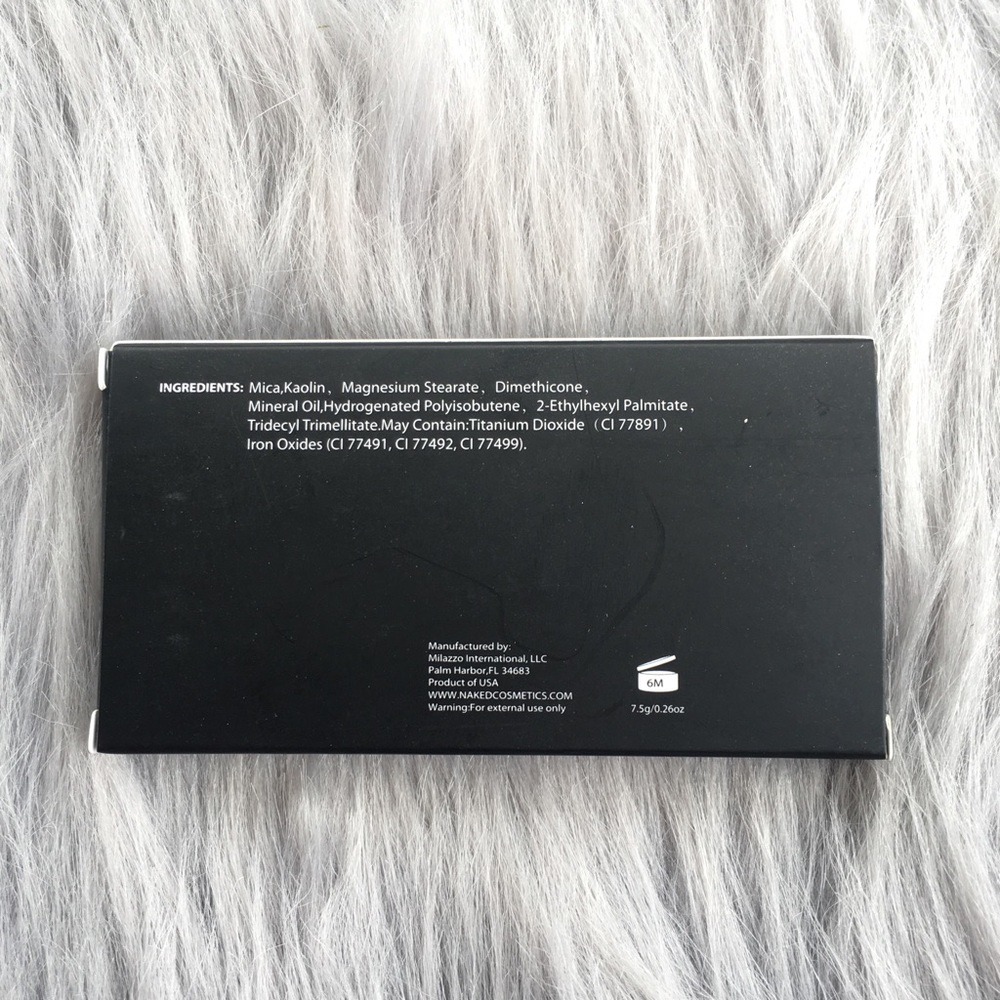 INGREDIENTS: Mica,Kaolin、Magnesium Stearate、Dimethicone、
Mineral Oil,Hydrogenated Polyisobutene、2-Ethylhexyl Palmitate、
Tridecyl Trimellitate.May Contain:Titanium Dioxide（CI 77891）、
Iron Oxides (CI 77491, CI 77492, CI 77499).
Manufactured by:
Milazzo International, LLC
Palm Harbor,FL 34683
Product of USA
WWW.NAKEDCOSMETICS.COM
Warning:For external use only
6M
7.5g/0.26oz